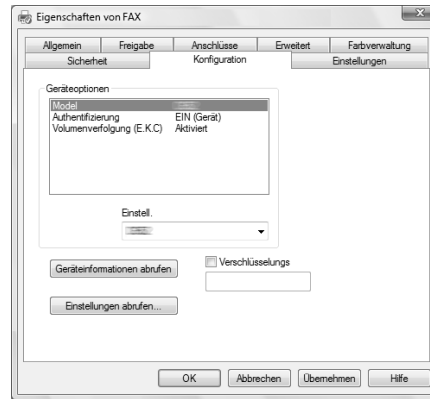 Eigenschaften von FAX
Allgemein Freigabe Anschlüsse Erweitert Farbverwaltung
Sicherheit Konfiguration Einstellungen
Geräteoptionen
Model
Authentifizierung EIN (Gerät)
Volumenverfolgung (E.K.C) Aktiviert
Einstell.
Geräteinformationen abrufen
Verschlüsselungs
Einstellungen abrufen...
OK Abbrechen Übernehmen Hilfe